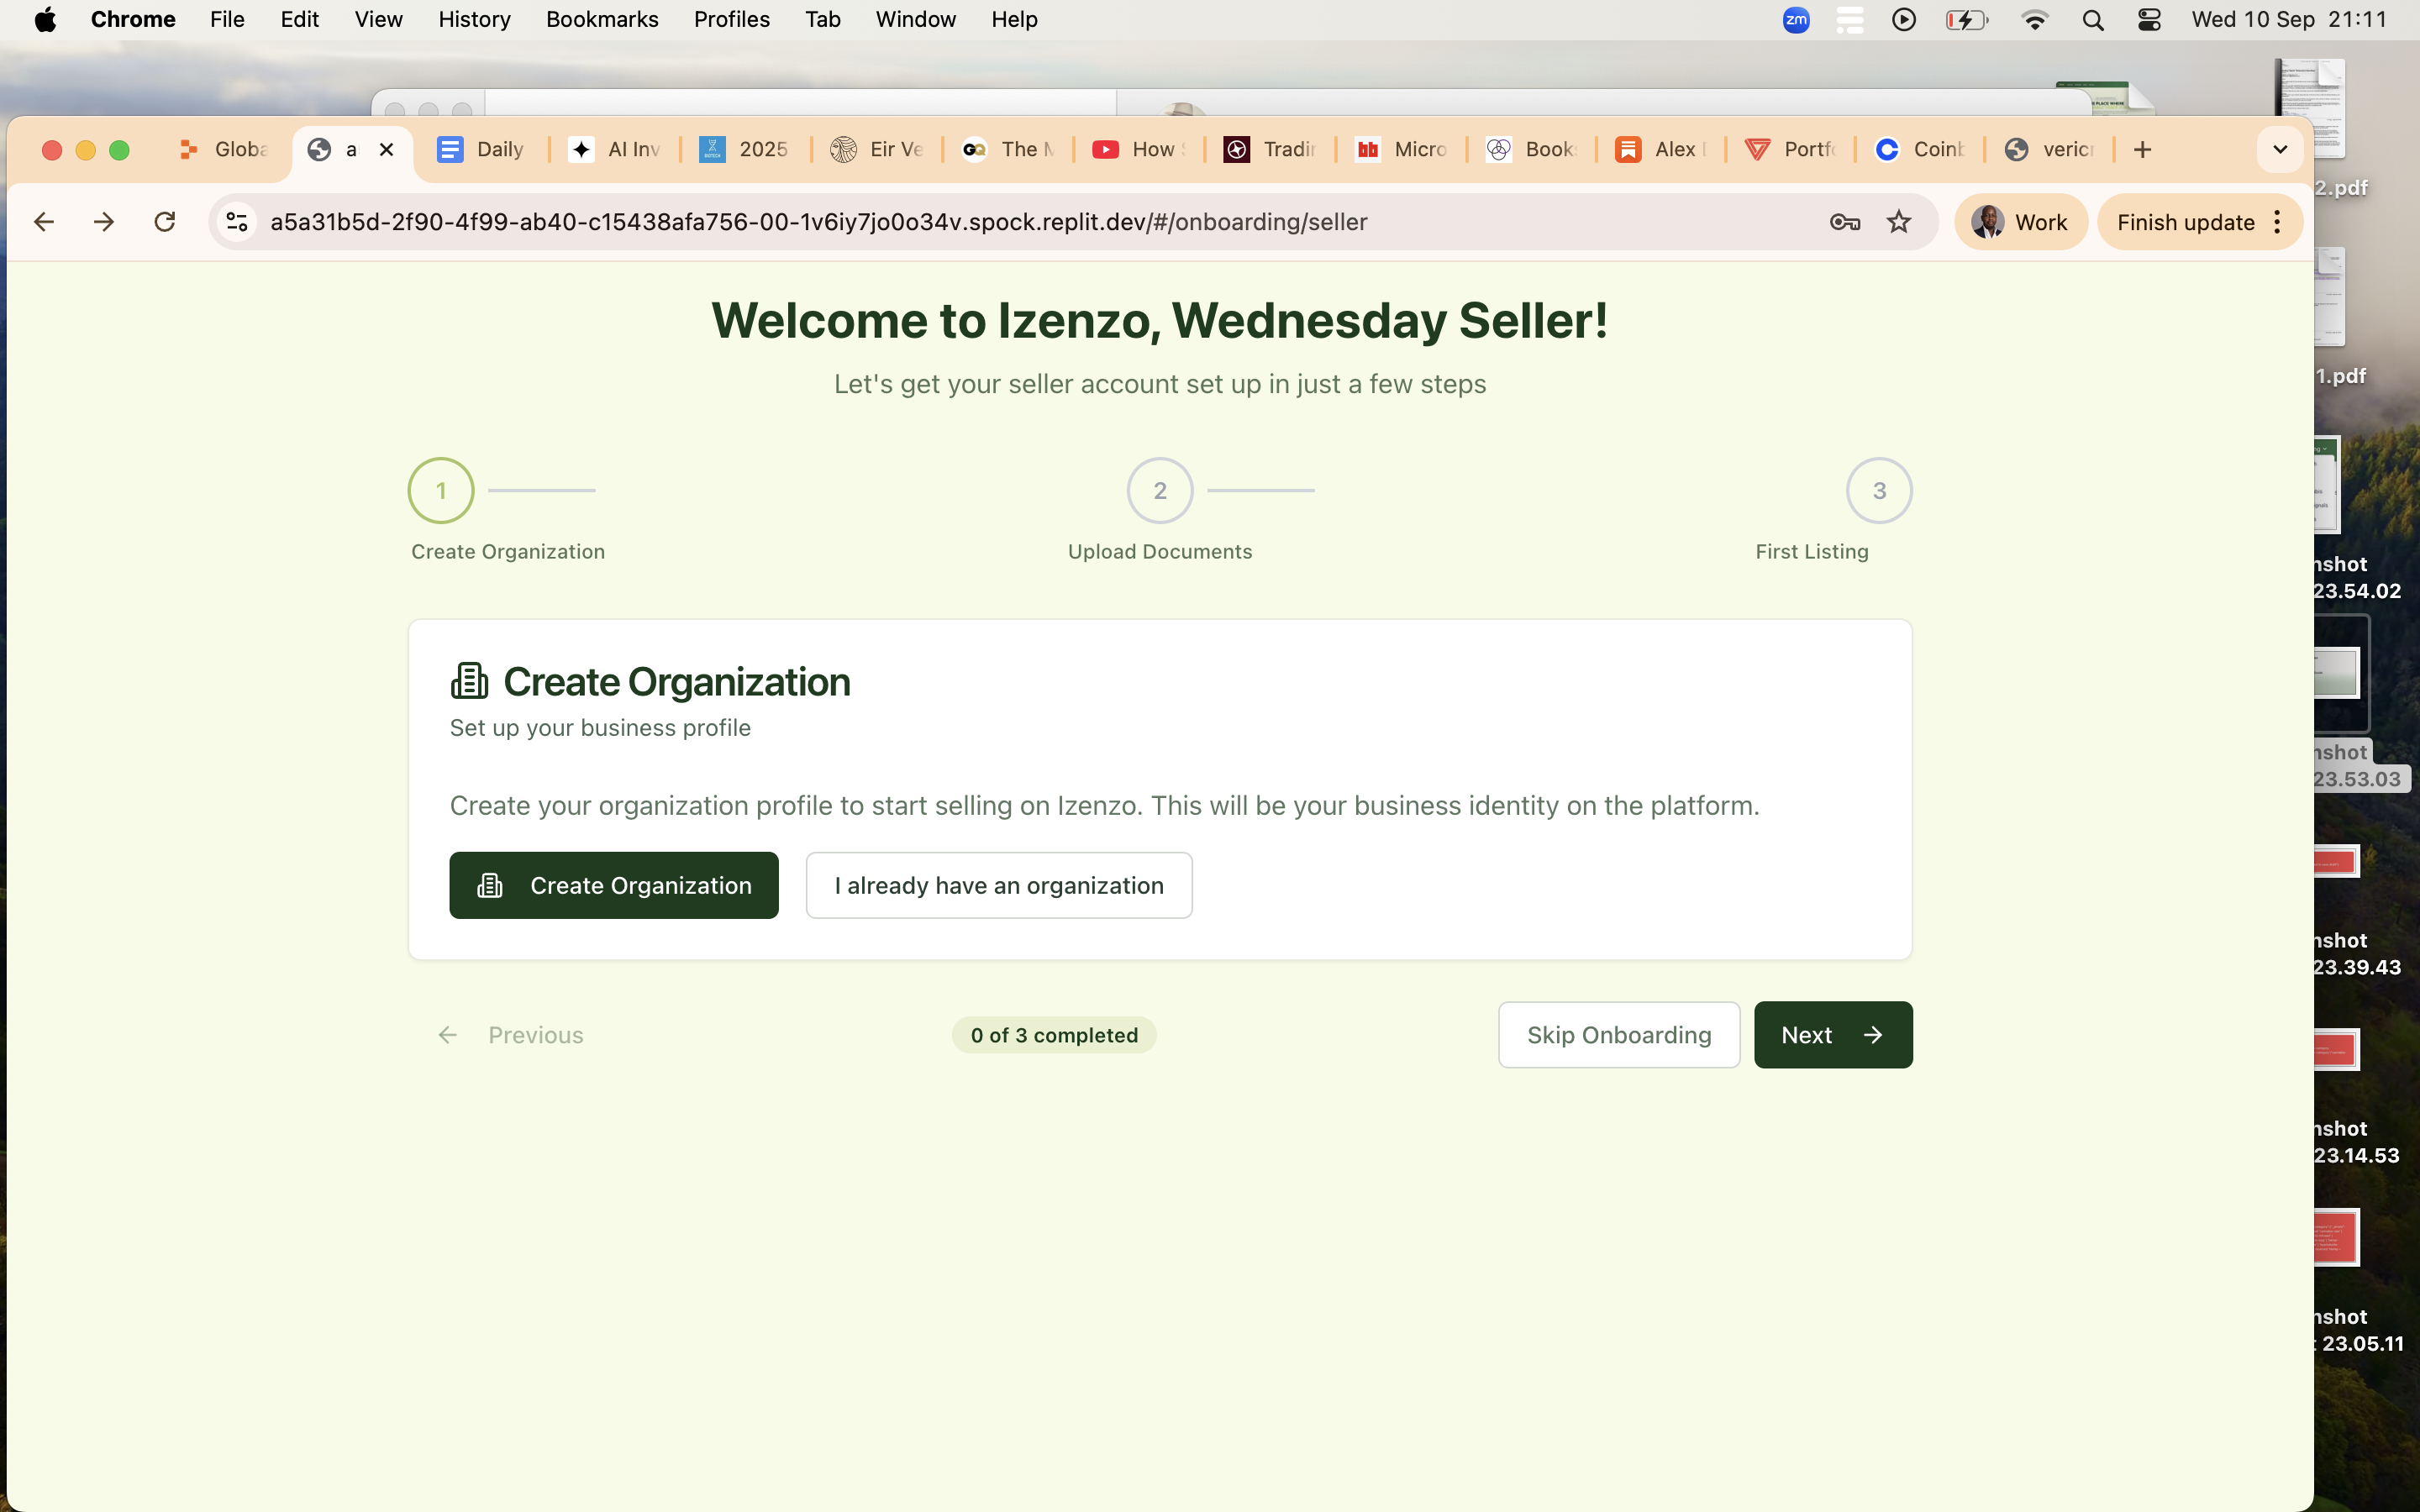 Chrome File Edit View History Bookmarks Profiles Tab Window Help
zm
Wed 10 Sep 21:11
Globa
a
Daily
AI Inv
2025
Eir Ve
GQ
The M
How S
Tradin
bb
Micro
Books
Alex
Portfo
Coinb
vericr
a5a31b5d-2f90-4f99-ab40-c15438afa756-00-1v6iy7jo0o34v.spock.replit.dev/#/onboarding/seller
Work
Finish update
Welcome to Izenzo, Wednesday Seller!
Let's get your seller account set up in just a few steps
1
2
3
Create Organization
Upload Documents
First Listing
Create Organization
Set up your business profile
Create your organization profile to start selling on Izenzo. This will be your business identity on the platform.
Create Organization
I already have an organization
Previous
0 of 3 completed
Skip Onboarding
Next
2.pdf
1.pdf
nshot
23.54.02
nshot
23.53.03
nshot
23.39.43
nshot
23.14.53
nshot
23.05.11